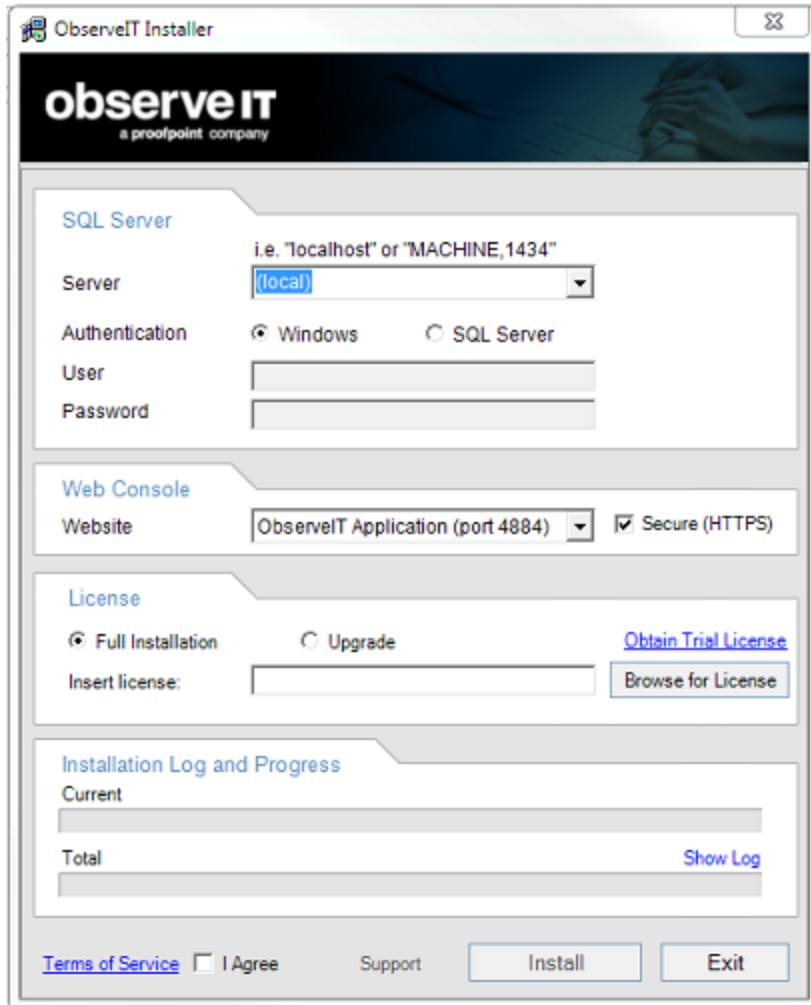 ObserveIT Installer
observe IT
a proofpoint company
SQL Server
i.e. "localhost" or "MACHINE,1434"
Server (local)
Authentication Windows SQL Server
User
Password
Web Console
Website ObserveIT Application (port 4884) Secure (HTTPS)
License
Full Installation Upgrade Obtain Trial License
Insert license: Browse for License
Installation Log and Progress
Current
Total Show Log
Terms of Service I Agree Support Install Exit